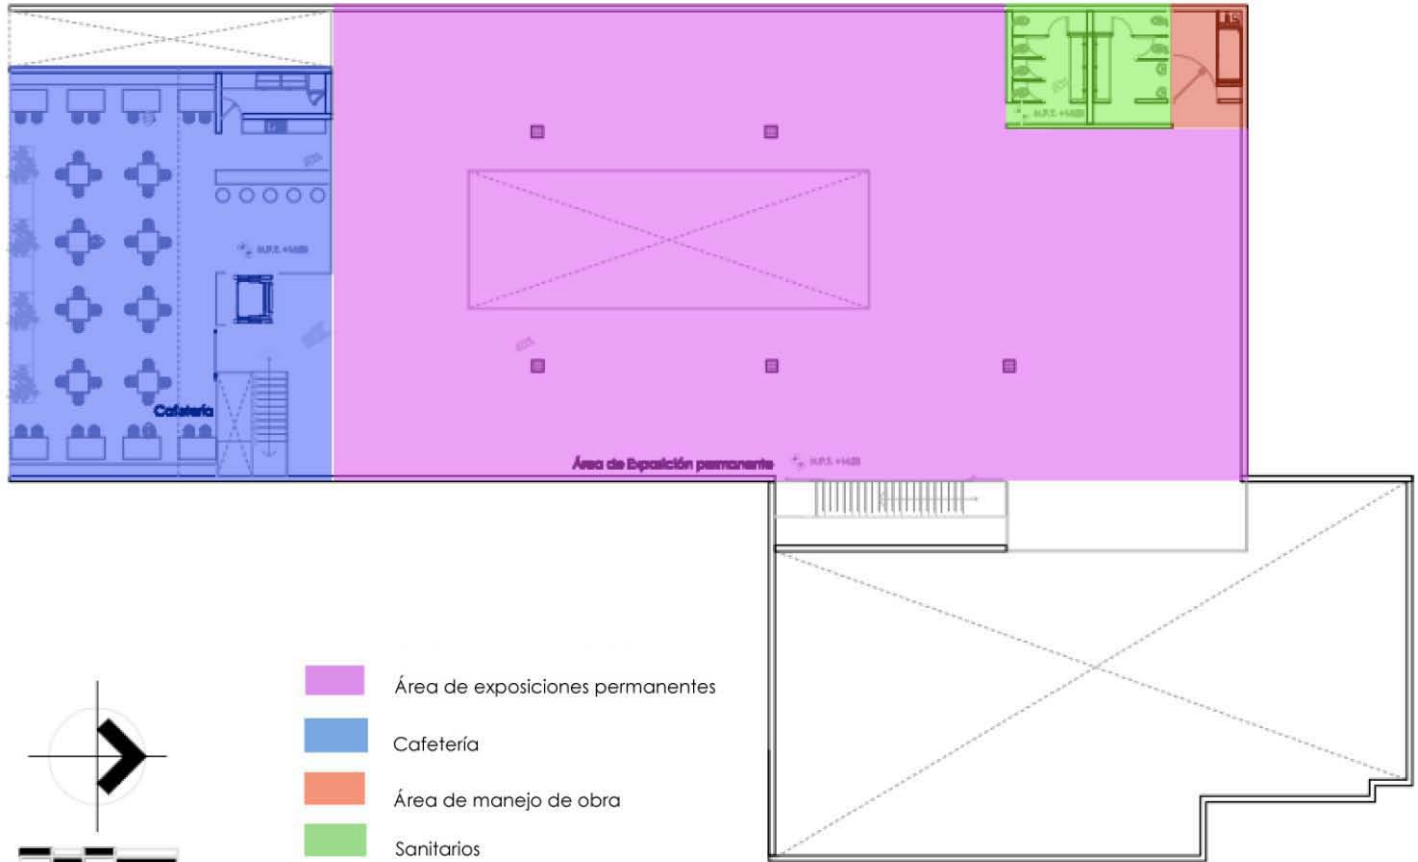 Cafetería
Área de Exposición permanente
Área de exposiciones permanentes
Cafetería
Área de manejo de obra
Sanitarios